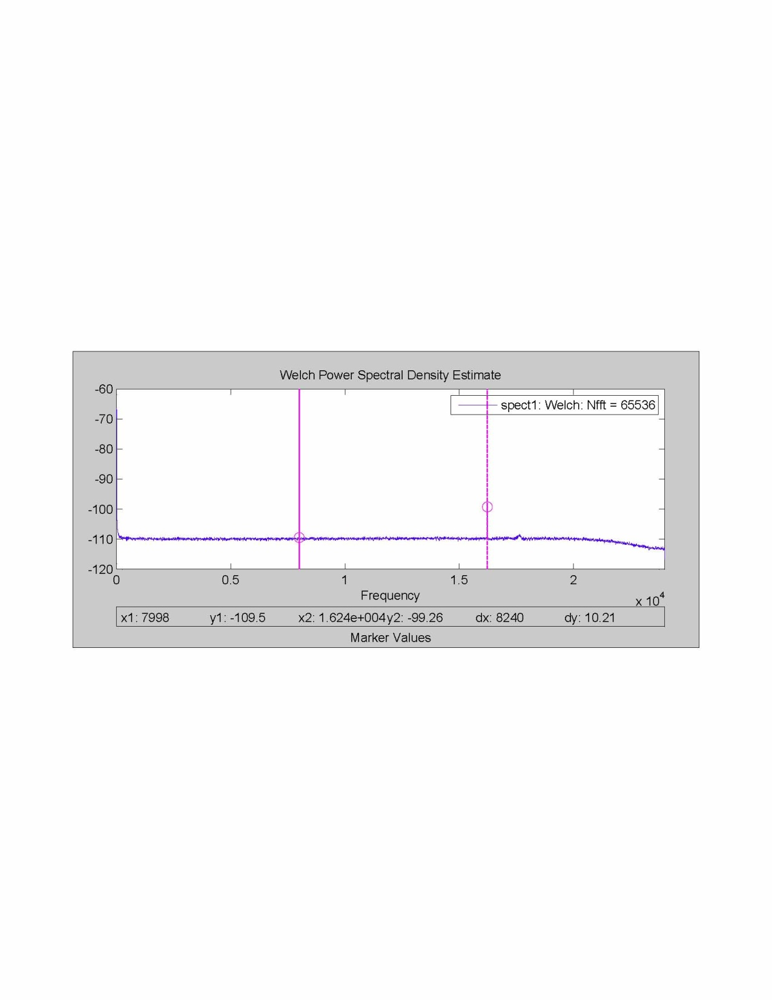 Welch Power Spectral Density Estimate
-60
spect1: Welch: Nfft = 65536
-70
-80
-90
-100
-110
-120
0 0.5 1 1.5 2
Frequency
x 10⁴
x1: 7998 y1: -109.5 x2: 1.624e+004 y2: -99.26 dx: 8240 dy: 10.21
Marker Values